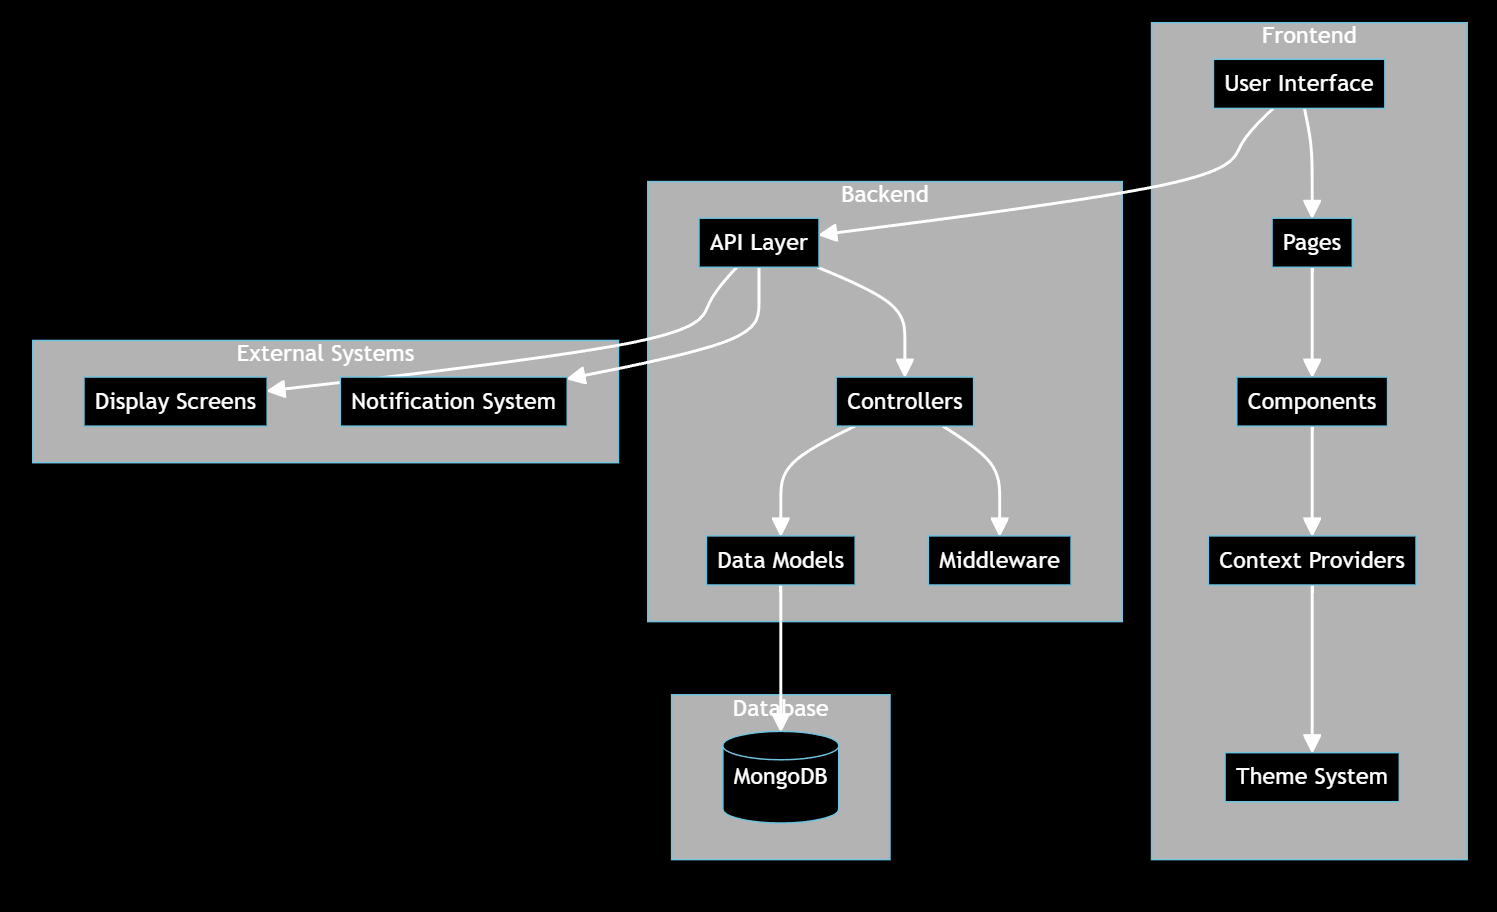 Frontend
User Interface
Backend
API Layer
Pages
External Systems
Display Screens
Notification System
Controllers
Components
Data Models
Middleware
Context Providers
Database
MongoDB
Theme System